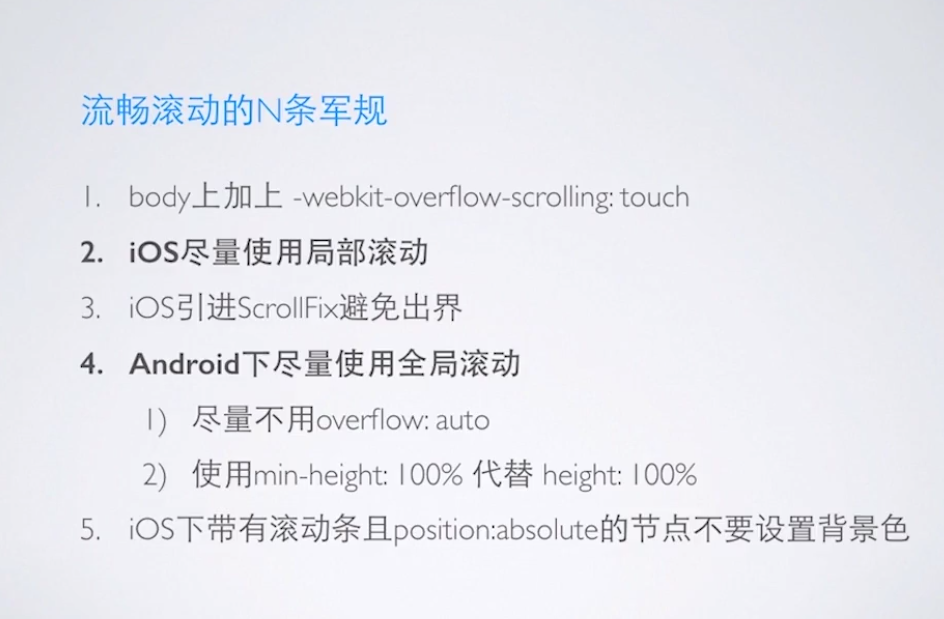 流畅滚动的N条军规
1. body上加上 -webkit-overflow-scrolling: touch
2. iOS尽量使用局部滚动
3. iOS引进ScrollFix避免出界
4. Android下尽量使用全局滚动
1) 尽量不用overflow: auto
2) 使用min-height: 100% 代替 height: 100%
5. iOS下带有滚动条且position:absolute的节点不要设置背景色